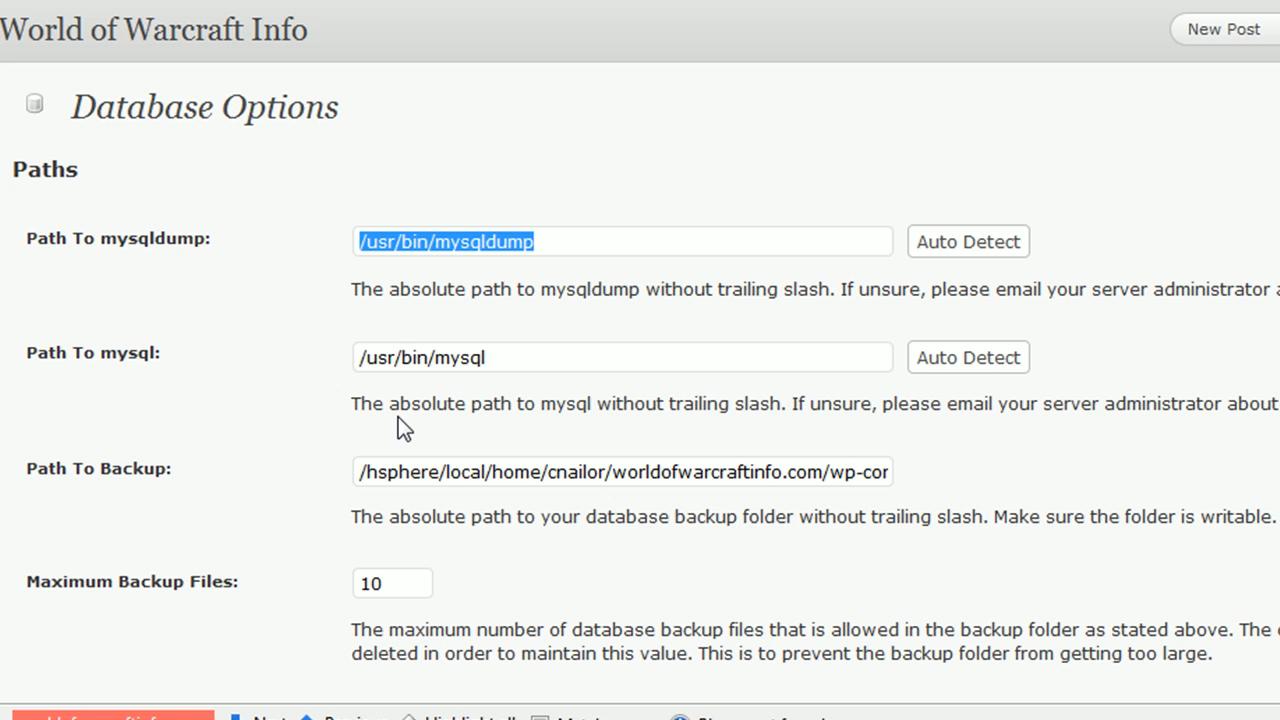 World of Warcraft Info
New Post
Database Options
Paths
Path To mysqldump:
/usr/bin/mysqldump
Auto Detect
The absolute path to mysqldump without trailing slash. If unsure, please email your server administrator
Path To mysql:
/usr/bin/mysql
Auto Detect
The absolute path to mysql without trailing slash. If unsure, please email your server administrator about
Path To Backup:
/hsphere/local/home/cnailor/worldofwarcraftinfo.com/wp-cor
The absolute path to your database backup folder without trailing slash. Make sure the folder is writable.
Maximum Backup Files:
10
The maximum number of database backup files that is allowed in the backup folder as stated above. The
deleted in order to maintain this value. This is to prevent the backup folder from getting too large.